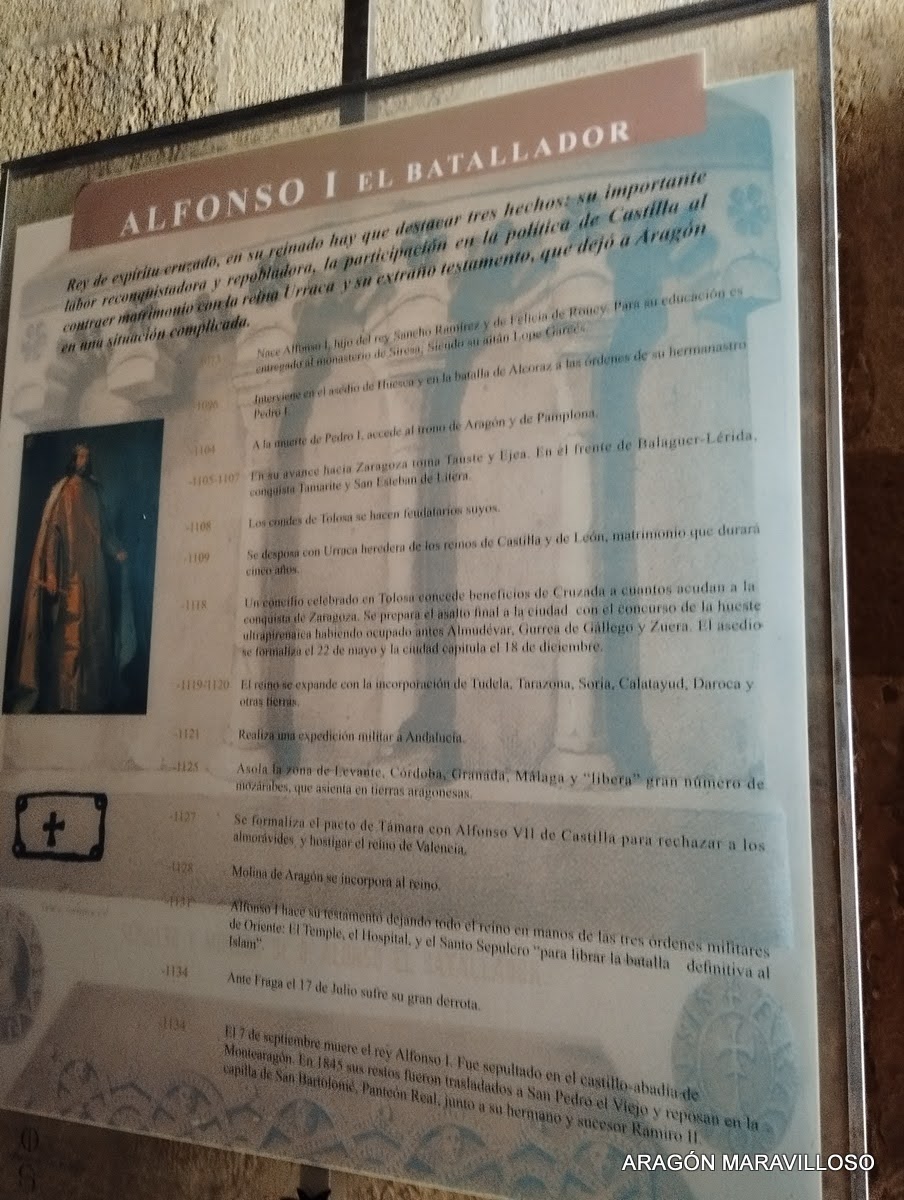 ALFONSO I EL BATALLADOR
Rey de espíritu cruzado, en su reinado hay que destacar tres hechos: su importante
labor reconquistadora y repobladora, la participación en la política de Castilla al
contraer matrimonio con la reina Urraca y su extraño testamento, que dejó a Aragón
en una situación complicada.
Nace Alfonso I, hijo del rey Sancho Ramírez y de Felicia de Roucy. Para su educación es
entregado al monasterio de Siresa, Siendo su aitán Lope Garcés.
-1096 Interviene en el asedio de Huesca y en la batalla de Alcoraz a las órdenes de su hermanastro
Pedro I.
-1104 A la muerte de Pedro I, accede al trono de Aragón y de Pamplona.
-1105-1107 En su avance hacia Zaragoza toma Tauste y Ejea. En el frente de Balaguer-Lérida,
conquista Tamarite y San Esteban de Litera.
-1108 Los condes de Tolosa se hacen feudatarios suyos.
-1109 Se desposa con Urraca heredera de los reinos de Castilla y de León, matrimonio que durará
cinco años.
-1118 Un concilio celebrado en Tolosa concede beneficios de Cruzada a cuantos acudan a la
conquista de Zaragoza. Se prepara el asalto final a la ciudad con el concurso de la hueste
ultrapirenaica habiendo ocupado antes Almudévar, Gurrea de Gállego y Zuera. El asedio
se formaliza el 22 de mayo y la ciudad capitula el 18 de diciembre.
-1119/1120 El reino se expande con la incorporación de Tudela, Tarazona, Soria, Calatayud, Daroca y
otras tierras.
-1121 Realiza una expedición militar a Andalucía.
-1125 Asola la zona de Levante, Córdoba, Granada, Málaga y "libera" gran número de
mozárabes, que asienta en tierras aragonesas.
-1127 Se formaliza el pacto de Támara con Alfonso VII de Castilla para rechazar a los
almorávides, y hostigar el reino de Valencia.
-1128 Molina de Aragón se incorpora al reino.
-1131 Alfonso I hace su testamento dejando todo el reino en manos de las tres órdenes militares
de Oriente: El Temple, el Hospital, y el Santo Sepulcro "para librar la batalla definitiva al
Islam".
-1134 Ante Fraga el 17 de Julio sufre su gran derrota.
-1134 El 7 de septiembre muere el rey Alfonso I. Fue sepultado en el castillo-abadía de
Montearagón. En 1845 sus restos fueron trasladados a San Pedro el Viejo y reposan en la
capilla de San Bartolomé, Panteón Real, junto a su hermano y sucesor Ramiro II.
ARAGÓN MARAVILLOSO